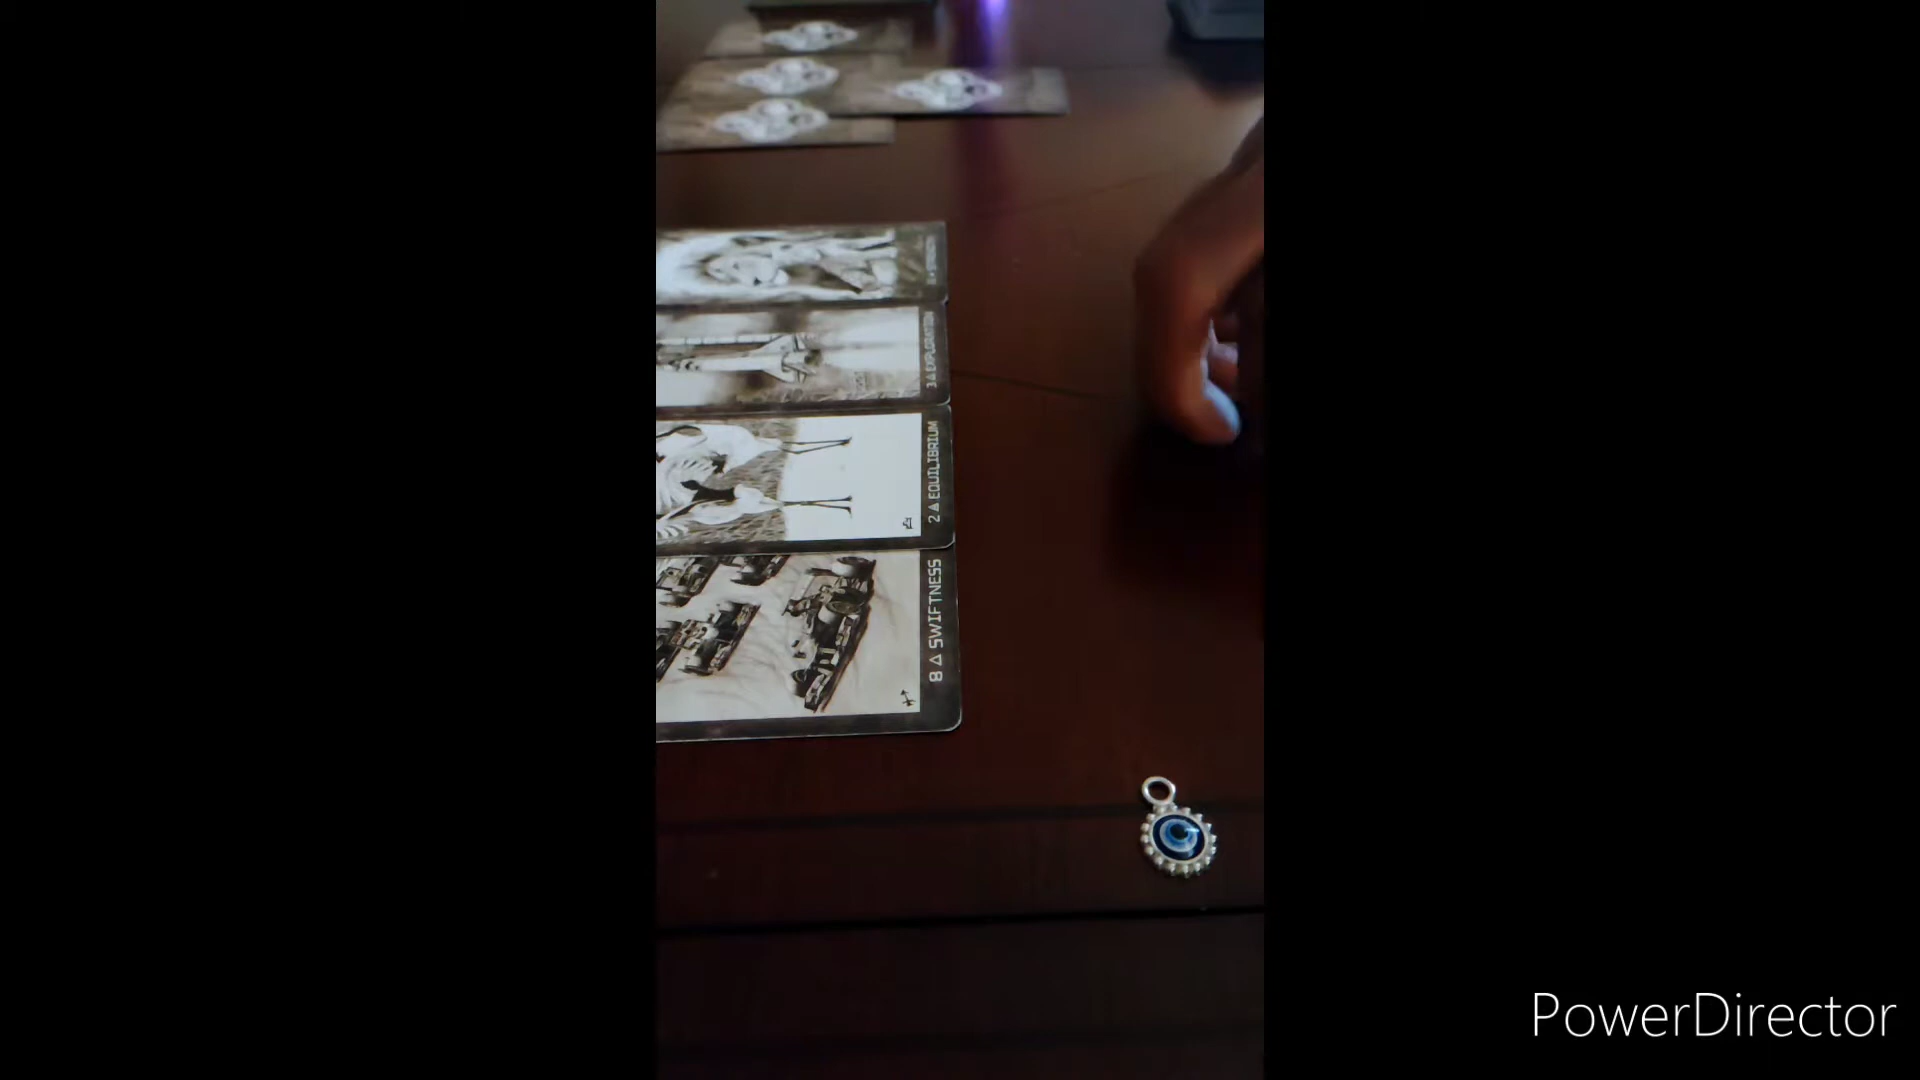 3 △ EXPLORATION
2 △ EQUILIBRIUM
8 △ SWIFTNESS
PowerDirector